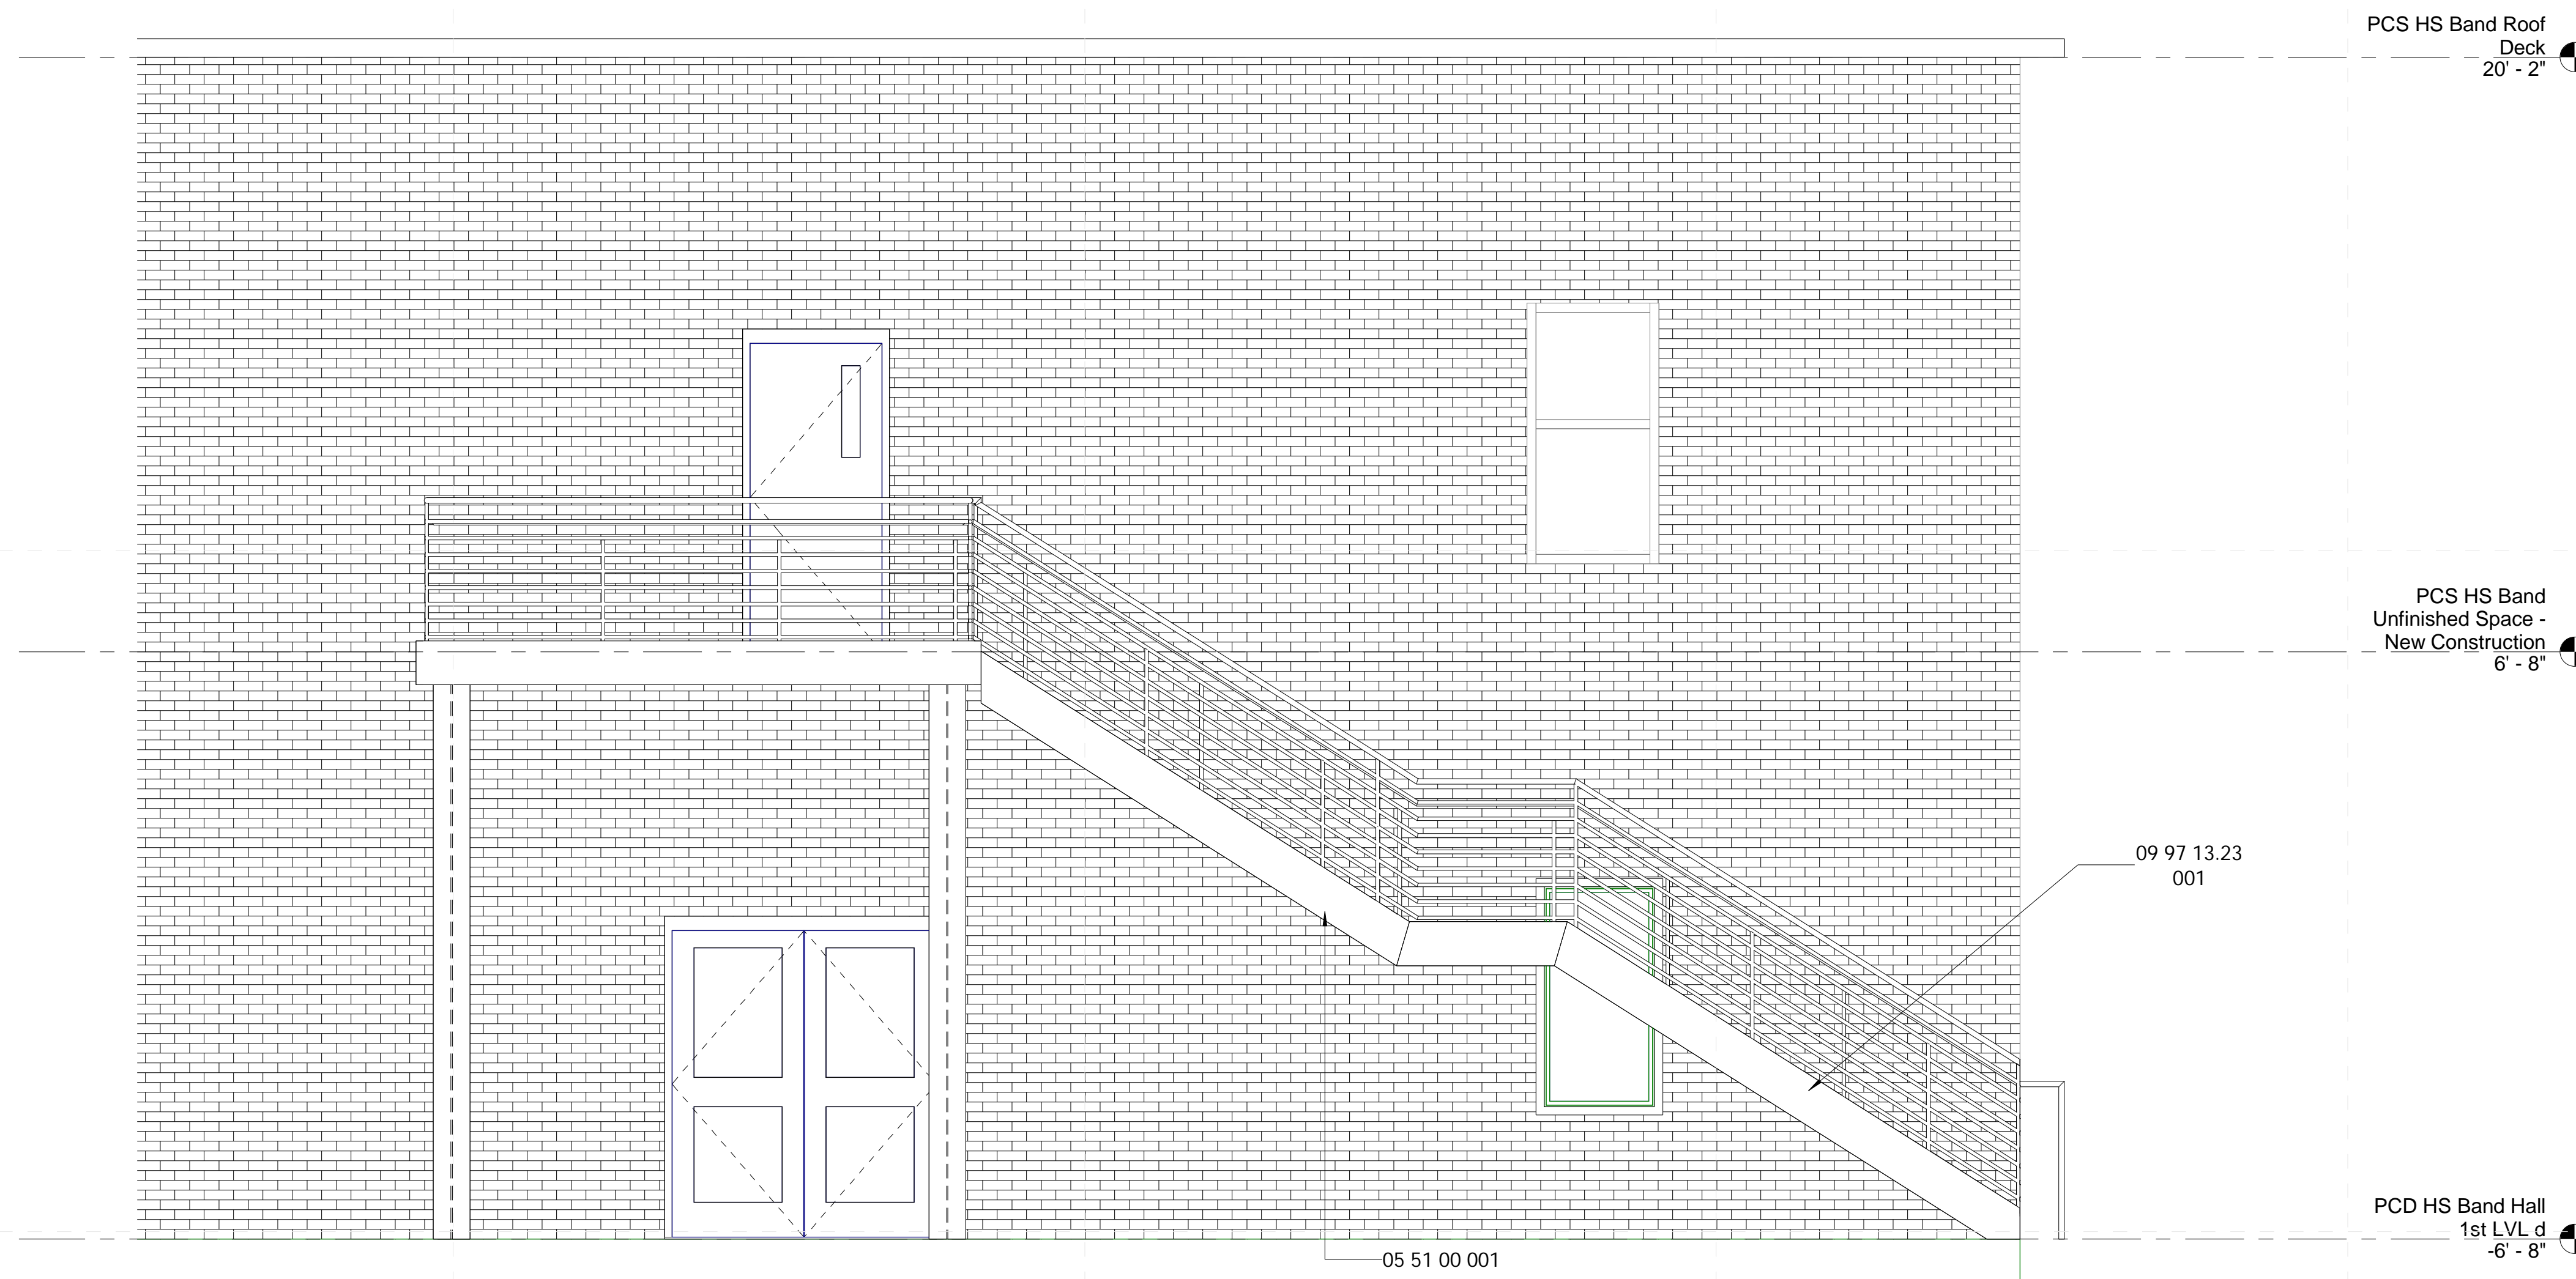 PCS HS Band Roof
Deck
20' - 2"
PCS HS Band
Unfinished Space -
New Construction
6' - 8"
09 97 13.23
001
PCD HS Band Hall
1st LVL d
-6' - 8"
05 51 00 001